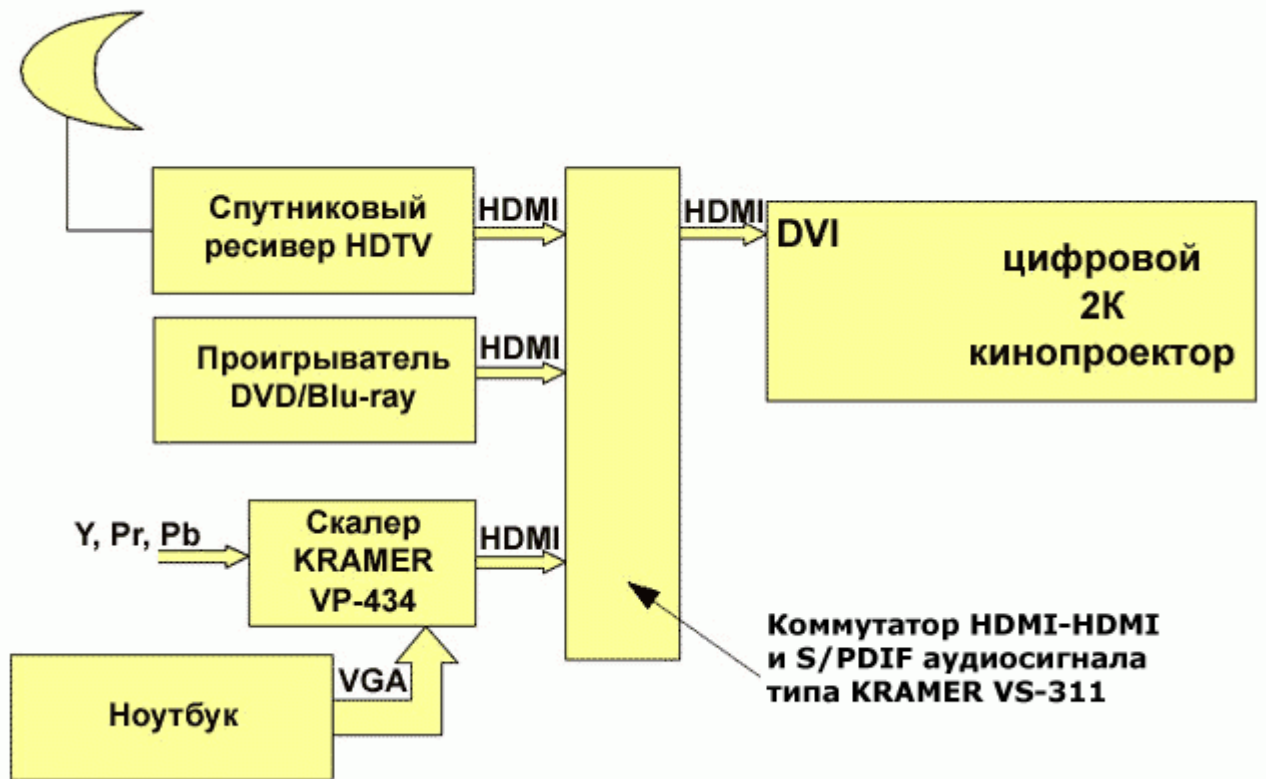 Спутниковый
ресивер HDTV
HDMI
HDMI
DVI
цифровой
2К
кинопроектор
Проигрыватель
DVD/Blu-ray
HDMI
Y, Pr, Pb
Скалер
KRAMER
VP-434
HDMI
Коммутатор HDMI-HDMI
и S/PDIF аудиосигнала
типа KRAMER VS-311
Ноутбук
VGA